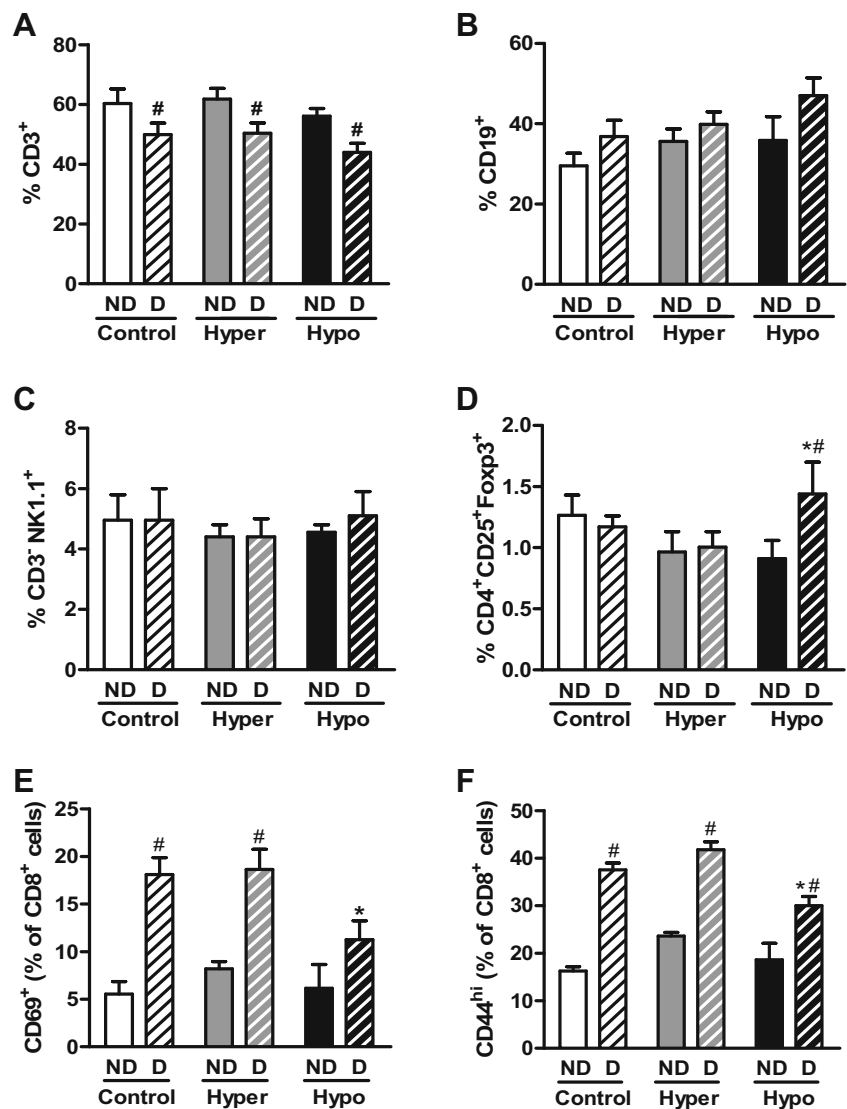 A
% CD3⁺
80
60
40
20
0
# # #
ND D ND D ND D
Control Hyper Hypo
B
% CD19⁺
60
40
20
0
ND D ND D ND D
Control Hyper Hypo
C
% CD3⁻ NK1.1⁺
8
6
4
2
0
ND D ND D ND D
Control Hyper Hypo
D
% CD4⁺CD25⁺Foxp3⁺
2.0
1.5
1.0
0.5
0.0
*#
ND D ND D ND D
Control Hyper Hypo
E
CD69⁺ (% of CD8⁺ cells)
25
20
15
10
5
0
# # *
ND D ND D ND D
Control Hyper Hypo
F
CD44ʰⁱ (% of CD8⁺ cells)
50
40
30
20
10
0
# # *#
ND D ND D ND D
Control Hyper Hypo